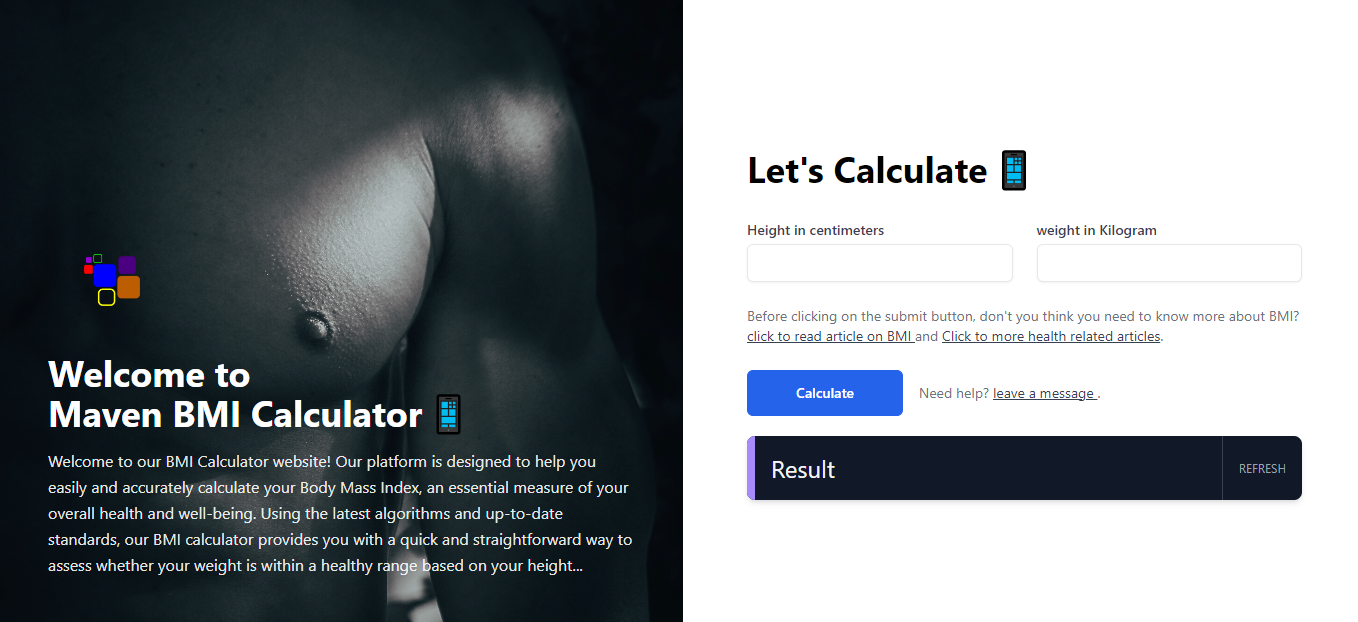 Welcome to
Maven BMI Calculator
Welcome to our BMI Calculator website! Our platform is designed to help you
easily and accurately calculate your Body Mass Index, an essential measure of your
overall health and well-being. Using the latest algorithms and up-to-date
standards, our BMI calculator provides you with a quick and straightforward way to
assess whether your weight is within a healthy range based on your height...
Let's Calculate
Height in centimeters
weight in Kilogram
Before clicking on the submit button, don't you think you need to know more about BMI?
click to read article on BMI and Click to more health related articles.
Calculate
Need help? leave a message .
Result
REFRESH